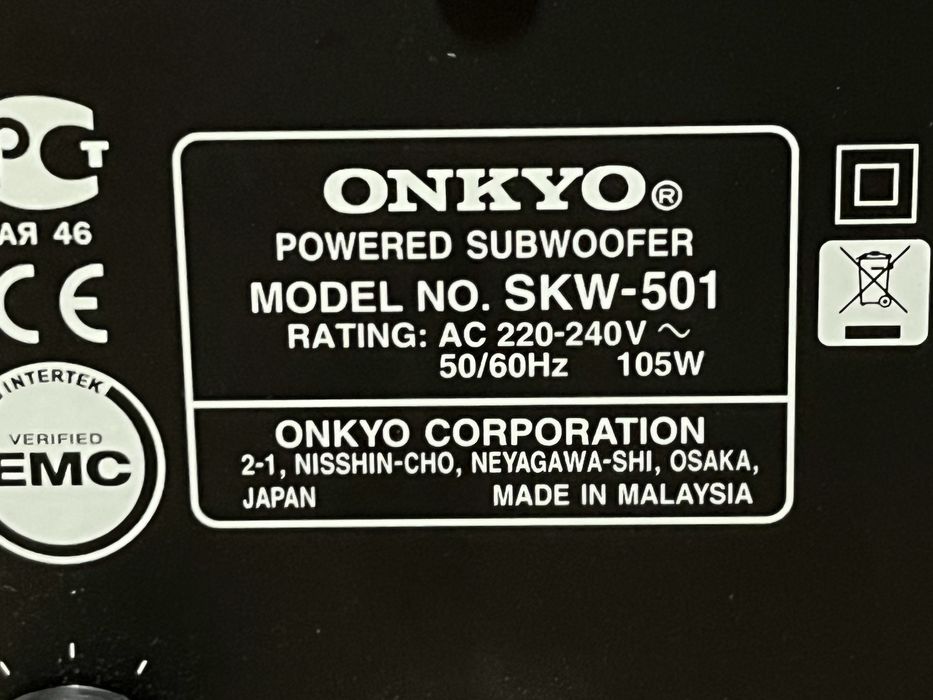 РСТ
АЯ 46
CE
INTERTEK
VERIFIED
EMC
ONKYO®
POWERED SUBWOOFER
MODEL NO. SKW-501
RATING: AC 220-240V ~
50/60Hz 105W
ONKYO CORPORATION
2-1, NISSHIN-CHO, NEYAGAWA-SHI, OSAKA,
JAPAN MADE IN MALAYSIA